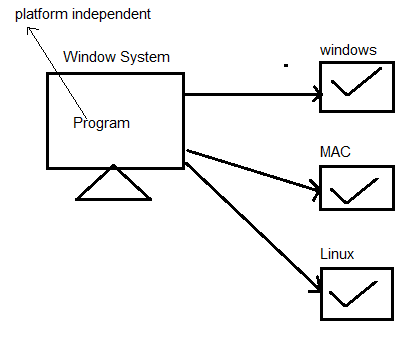 platform independent
Window System
windows
Program
MAC
Linux